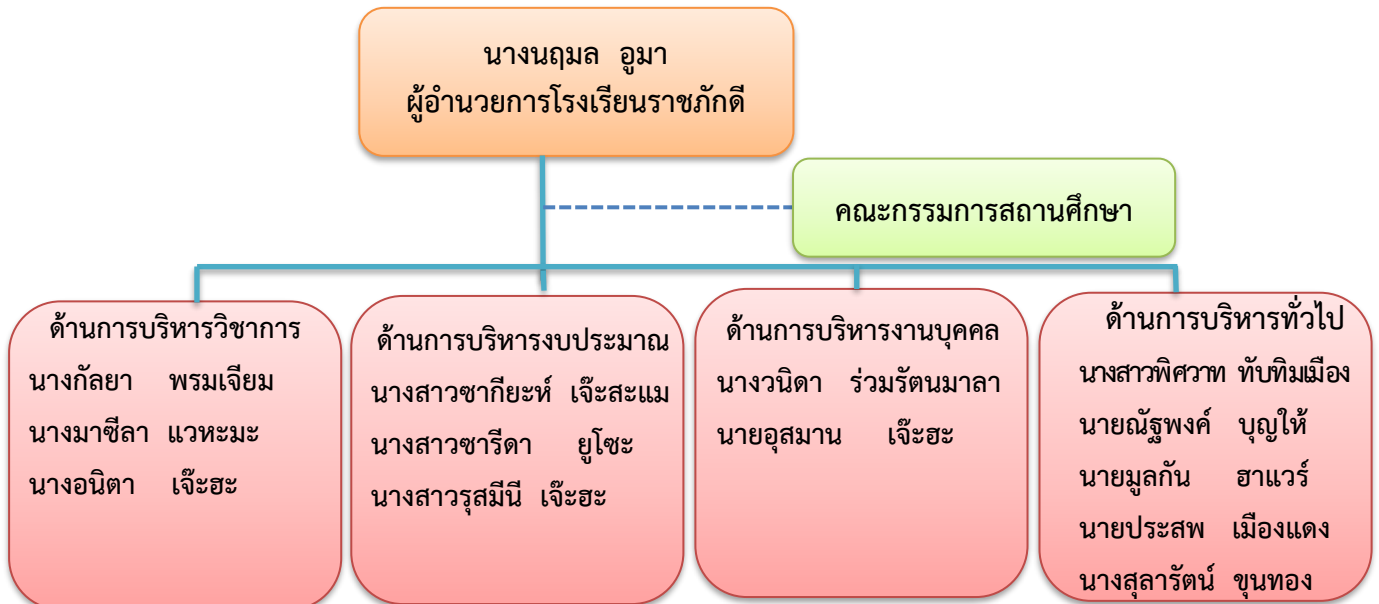 นางนฤมล อูมา
ผู้อำนวยการโรงเรียนราชภักดี
คณะกรรมการสถานศึกษา
ด้านการบริหารวิชาการ
นางกัลยา พรมเจียม
นางมาซีลา แวหะมะ
นางอนิตา เจ๊ะฮะ
ด้านการบริหารงบประมาณ
นางสาวซากียะห์ เจ๊ะสะแม
นางสาวซารีดา ยูโซะ
นางสาวรุสมีนี เจ๊ะฮะ
ด้านการบริหารงานบุคคล
นางวนิดา ร่วมรัตนมาลา
นายอุสมาน เจ๊ะฮะ
ด้านการบริหารทั่วไป
นางสาวพิศวาท ทับทิมเมือง
นายณัฐพงค์ บุญให้
นายมูลกัน ฮาแวร์
นายประสพ เมืองแดง
นางสุลารัตน์ ขุนทอง